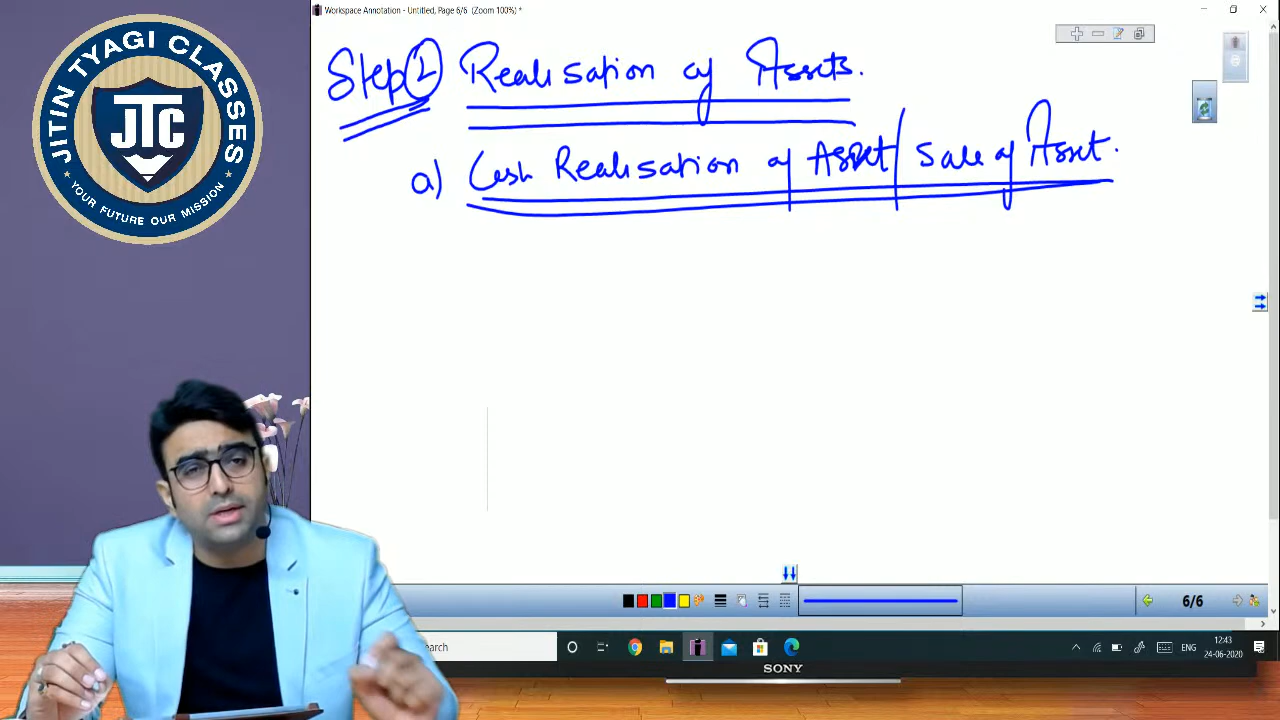 Workspace Annotation - Untitled, Page 6/6 (Zoom 100%) *
JITIN TYAGI CLASSES
JTC
YOUR FUTURE OUR MISSION
Step 2 Realisation of Assets.
a) Cash Realisation of Asset / Sale of Asset.
6/6
earch
ENG
12:43
24-06-2020
SONY